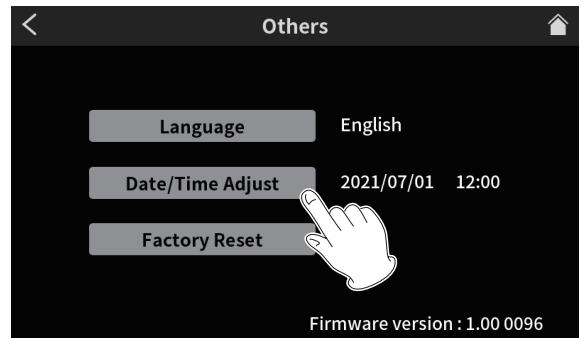 Others
Language English
Date/Time Adjust 2021/07/01 12:00
Factory Reset
Firmware version : 1.00 0096